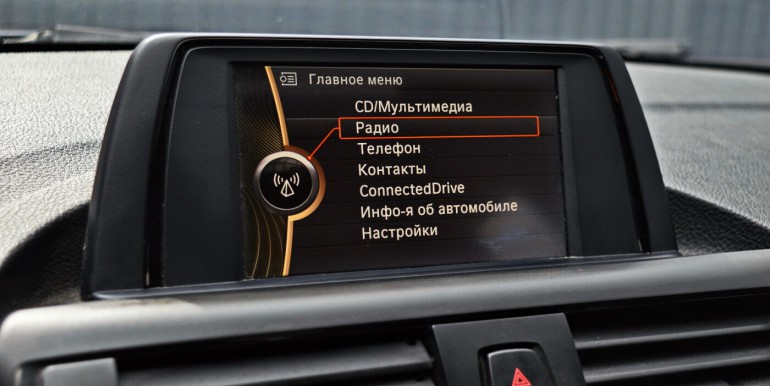 Главное меню
CD/Мультимедиа
Радио
Телефон
Контакты
ConnectedDrive
Инфо-я об автомобиле
Настройки